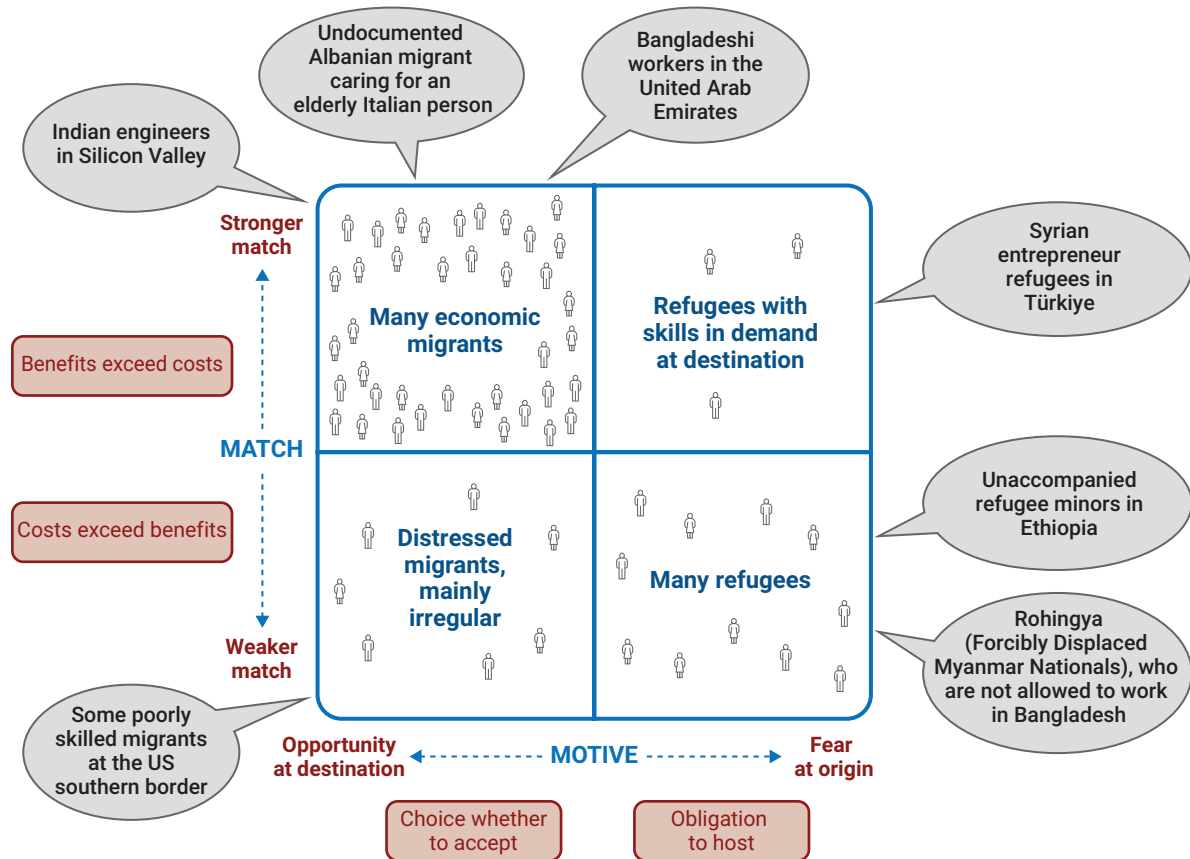 Undocumented
Albanian migrant
caring for an
elderly Italian person
Bangladeshi
workers in the
United Arab
Emirates
Indian engineers
in Silicon Valley
Stronger
match
Syrian
entrepreneur
refugees in
Türkiye
Many economic
migrants
Refugees with
skills in demand
at destination
Benefits exceed costs
MATCH
Costs exceed benefits
Unaccompanied
refugee minors in
Ethiopia
Distressed
migrants,
mainly
irregular
Many refugees
Weaker
match
Rohingya
(Forcibly Displaced
Myanmar Nationals), who
are not allowed to work
in Bangladesh
Some poorly
skilled migrants
at the US
southern border
Opportunity
at destination
MOTIVE
Fear
at origin
Choice whether
to accept
Obligation
to host